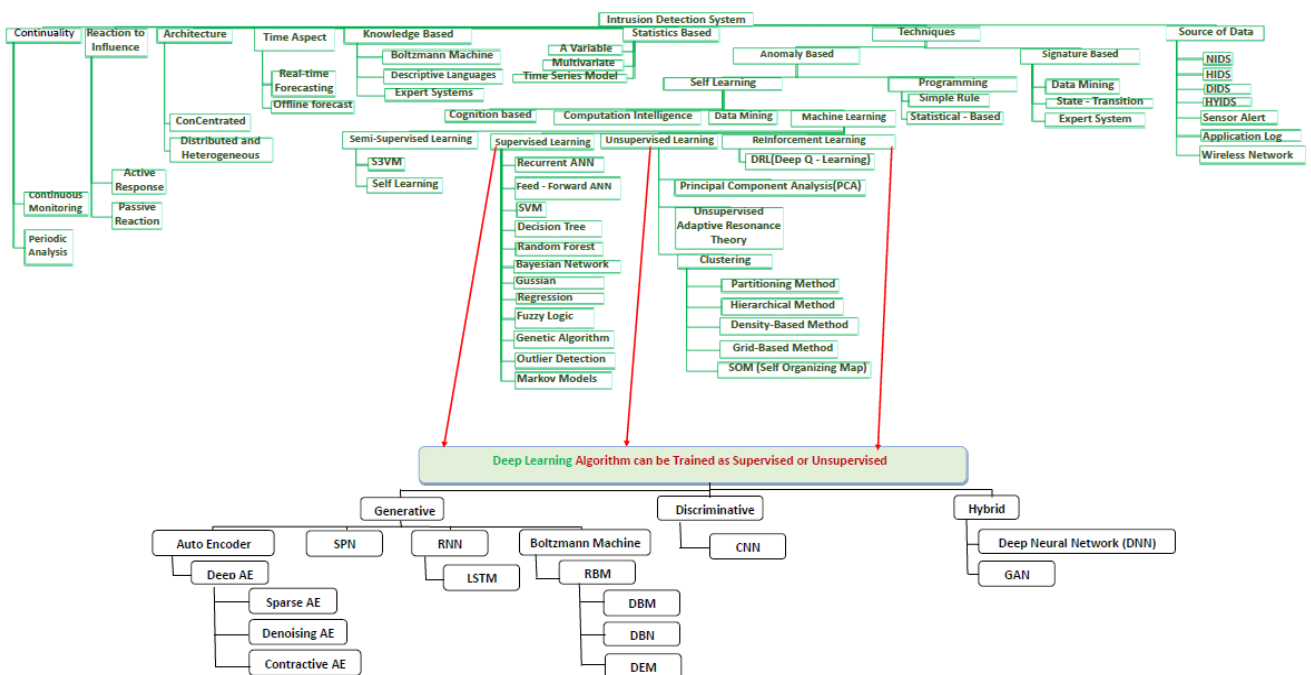 Intrusion Detection System
Continuality
Reaction to
Influence
Architecture
Time Aspect
Knowledge Based
Statistics Based
Techniques
Source of Data
Boltzmann Machine
Descriptive Languages
Expert Systems
A Variable
Multivariate
Time Series Model
Anomaly Based
Signature Based
NIDS
HIDS
DIDS
HYIDS
Sensor Alert
Application Log
Wireless Network
Real-time
Forecasting
Offline forecast
Self Learning
Programming
Simple Rule
Statistical - Based
Data Mining
State - Transition
Expert System
ConCentrated
Distributed and
Heterogeneous
Cognition based
Computation Intelligence
Data Mining
Machine Learning
Semi-Supervised Learning
Supervised Learning
Unsupervised Learning
Reinforcement Learning
S3VM
Self Learning
Recurrent ANN
Feed - Forward ANN
SVM
Decision Tree
Random Forest
Bayesian Network
Gussian
Regression
Fuzzy Logic
Genetic Algorithm
Outlier Detection
Markov Models
DRL(Deep Q - Learning)
Principal Component Analysis(PCA)
Unsupervised
Adaptive Resonance
Theory
Clustering
Partitioning Method
Hierarchical Method
Density-Based Method
Grid-Based Method
SOM (Self Organizing Map)
Active
Response
Passive
Reaction
Continuous
Monitoring
Periodic
Analysis
Deep Learning Algorithm can be Trained as Supervised or Unsupervised
Generative
Discriminative
Hybrid
Auto Encoder
SPN
RNN
Boltzmann Machine
CNN
Deep Neural Network (DNN)
GAN
Deep AE
LSTM
RBM
Sparse AE
Denoising AE
Contractive AE
DBM
DBN
DEM